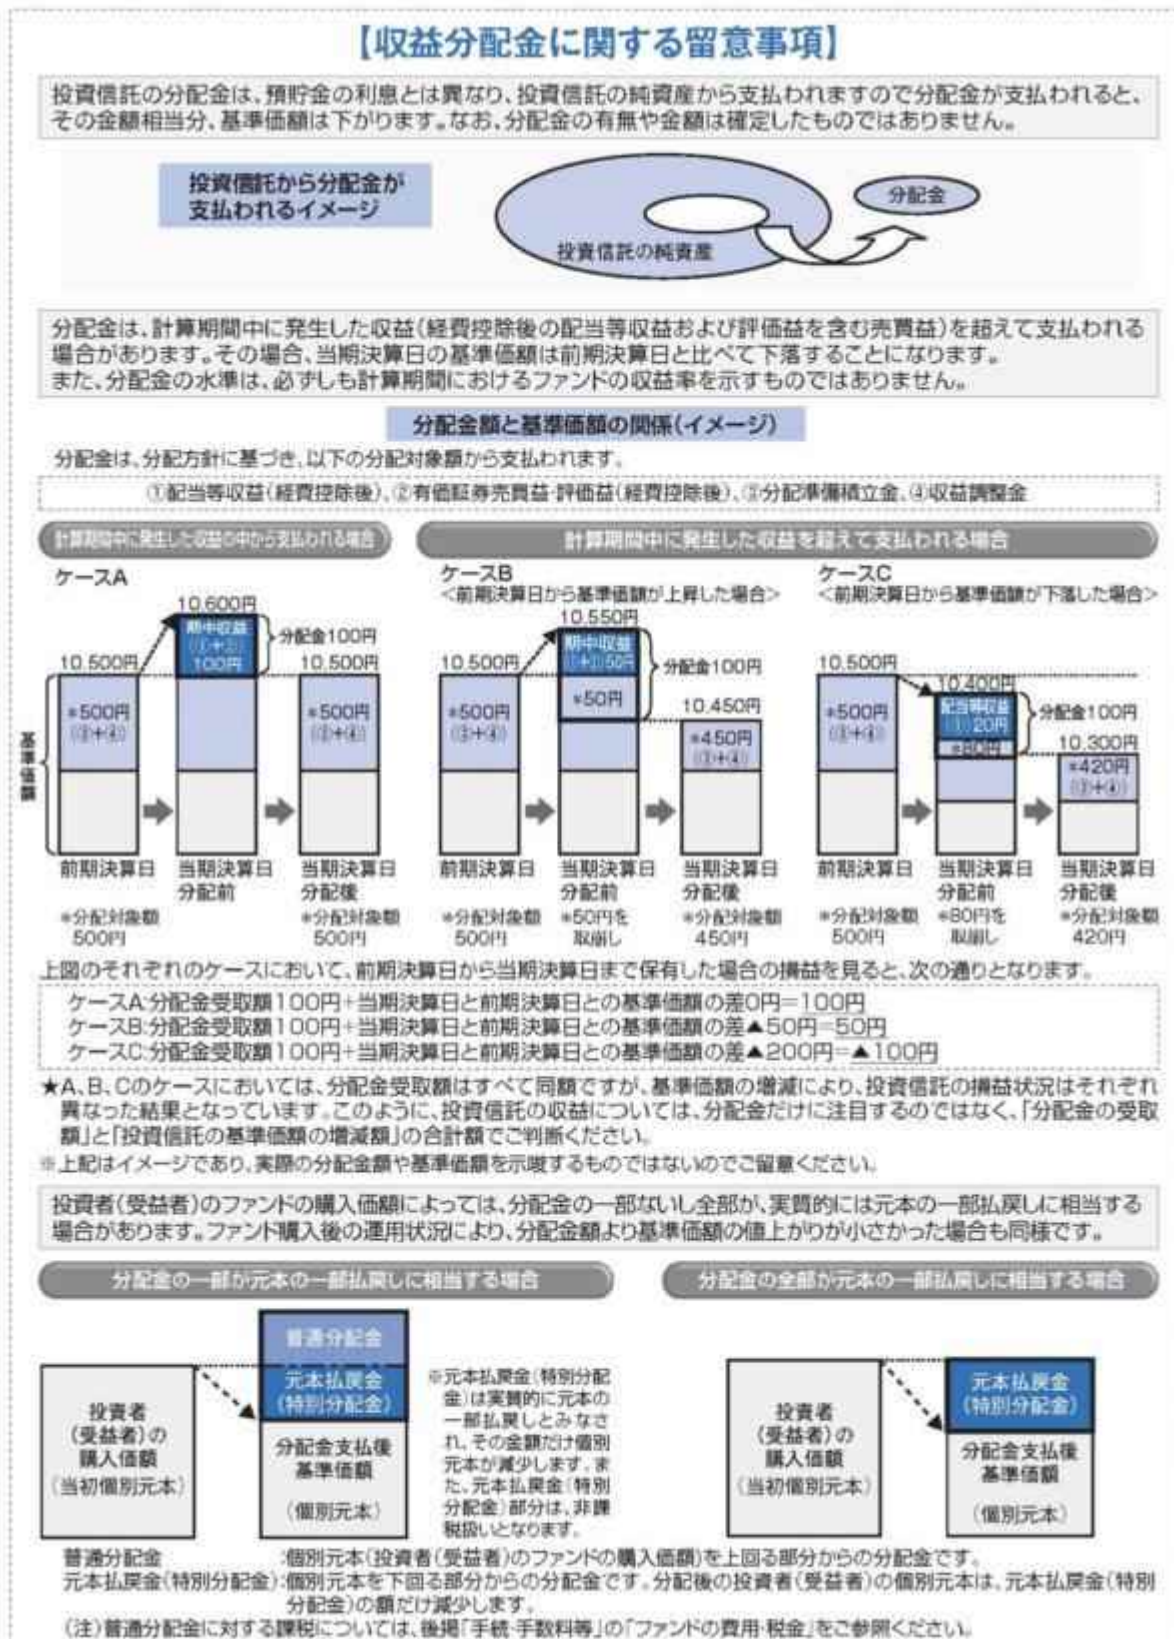 【収益分配金に関する留意事項】
投資信託の分配金は、預貯金の利息とは異なり、投資信託の純資産から支払われますので分配金が支払われると、
その金額相当分、基準価額は下がります。なお、分配金の有無や金額は確定したものではありません。
投資信託から分配金が
支払われるイメージ
分配金
投資信託の純資産
分配金は、計算期間中に発生した収益(経費控除後の配当等収益および評価益を含む売買益)を超えて支払われる
場合があります。その場合、当期決算日の基準価額は前期決算日と比べて下落することになります。
また、分配金の水準は、必ずしも計算期間におけるファンドの収益率を示すものではありません。
分配金額と基準価額の関係(イメージ)
分配金は、分配方針に基づき、以下の分配対象額から支払われます。
①配当等収益(経費控除後)、②有価証券売買益・評価益(経費控除後)、③分配準備積立金、④収益調整金
計算期間中に発生した収益の中から支払われる場合
ケースA
10,600円
期中収益
(①+②)
100円
分配金100円
10,500円
10,500円
*500円
(③+④)
*500円
(③+④)
基準価額
前期決算日
当期決算日
分配前
当期決算日
分配後
*分配対象額
500円
*分配対象額
500円
計算期間中に発生した収益を超えて支払われる場合
ケースB
<前期決算日から基準価額が上昇した場合>
10,550円
期中収益
(①+②)50円
分配金100円
10,500円
*50円
10,450円
*500円
(③+④)
*450円
(③+④)
前期決算日
当期決算日
分配前
当期決算日
分配後
*分配対象額
500円
*50円を
取崩し
*分配対象額
450円
ケースC
<前期決算日から基準価額が下落した場合>
10,500円
10,400円
配当等収益
(①)20円
分配金100円
*80円
10,300円
*500円
(③+④)
*420円
(③+④)
前期決算日
当期決算日
分配前
当期決算日
分配後
*分配対象額
500円
*80円を
取崩し
*分配対象額
420円
上図のそれぞれのケースにおいて、前期決算日から当期決算日まで保有した場合の損益を見ると、次の通りとなります。
ケースA:分配金受取額100円+当期決算日と前期決算日との基準価額の差0円=100円
ケースB:分配金受取額100円+当期決算日と前期決算日との基準価額の差▲50円=50円
ケースC:分配金受取額100円+当期決算日と前期決算日との基準価額の差▲200円=▲100円
★A、B、Cのケースにおいては、分配金受取額はすべて同額ですが、基準価額の増減により、投資信託の損益状況はそれぞれ
異なった結果となっています。このように、投資信託の収益については、分配金だけに注目するのではなく、「分配金の受取
額」と「投資信託の基準価額の増減額」の合計額でご判断ください。
※上記はイメージであり、実際の分配金額や基準価額を示唆するものではないのでご留意ください。
投資者(受益者)のファンドの購入価額によっては、分配金の一部ないし全部が、実質的には元本の一部払戻しに相当する
場合があります。ファンド購入後の運用状況により、分配金額より基準価額の値上がりが小さかった場合も同様です。
分配金の一部が元本の一部払戻しに相当する場合
投資者
(受益者)の
購入価額
(当初個別元本)
普通分配金
元本払戻金
(特別分配金)
分配金支払後
基準価額
(個別元本)
※元本払戻金(特別分配
金)は実質的に元本の
一部払戻しとみなさ
れ、その金額だけ個別
元本が減少します。ま
た、元本払戻金(特別
分配金)部分は、非課
税扱いとなります。
分配金の全部が元本の一部払戻しに相当する場合
投資者
(受益者)の
購入価額
(当初個別元本)
元本払戻金
(特別分配金)
分配金支払後
基準価額
(個別元本)
普通分配金 :個別元本(投資者(受益者)のファンドの購入価額)を上回る部分からの分配金です。
元本払戻金(特別分配金):個別元本を下回る部分からの分配金です。分配後の投資者(受益者)の個別元本は、元本払戻金(特別
分配金)の額だけ減少します。
(注)普通分配金に対する課税については、後掲「手続・手数料等」の「ファンドの費用・税金」をご参照ください。